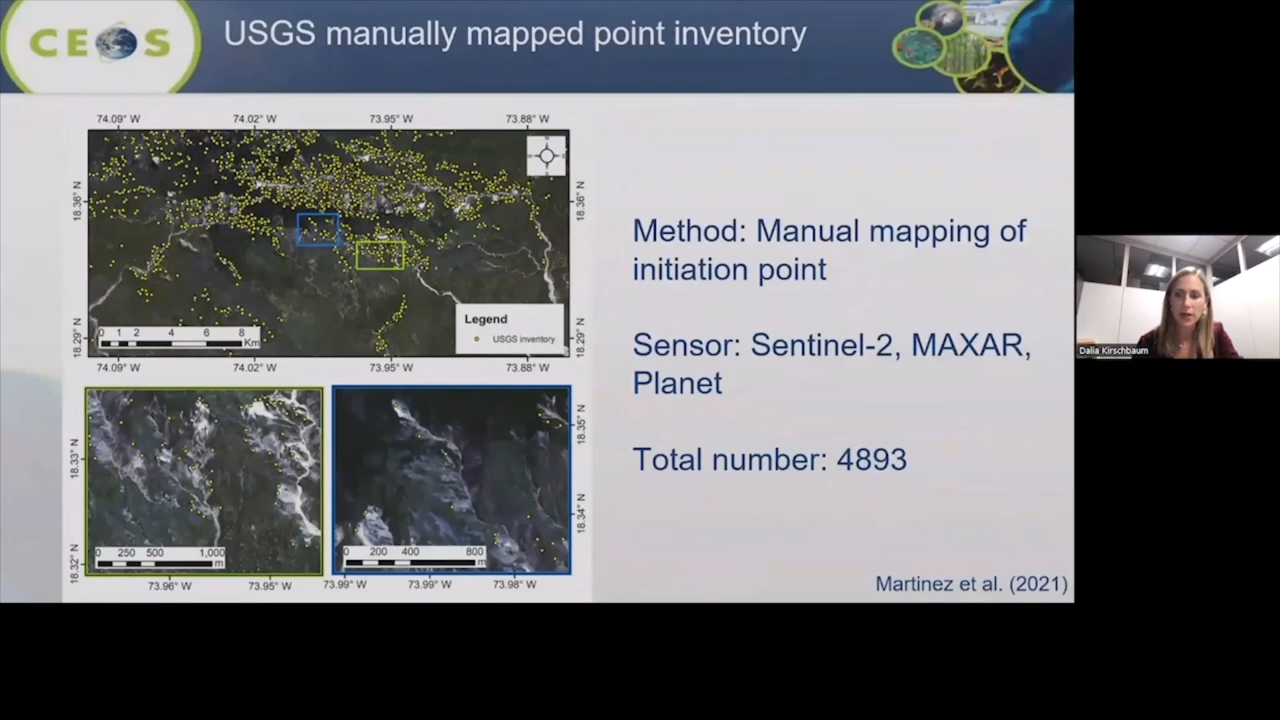 CEOS
USGS manually mapped point inventory
74.09° W 74.02° W 73.95° W 73.88° W
18.36° N
18.36° N
18.29° N
18.29° N
Legend
USGS inventory
0 1 2 4 6 8
Km
74.09° W 74.02° W 73.95° W 73.88° W
18.33° N
18.32° N
0 250 500 1,000
m
73.96° W 73.95° W
18.35° N
18.34° N
0 200 400 800
m
73.99° W 73.99° W 73.98° W
Method: Manual mapping of
initiation point
Sensor: Sentinel-2, MAXAR,
Planet
Total number: 4893
Martinez et al. (2021)
Dalia Kirschbaum